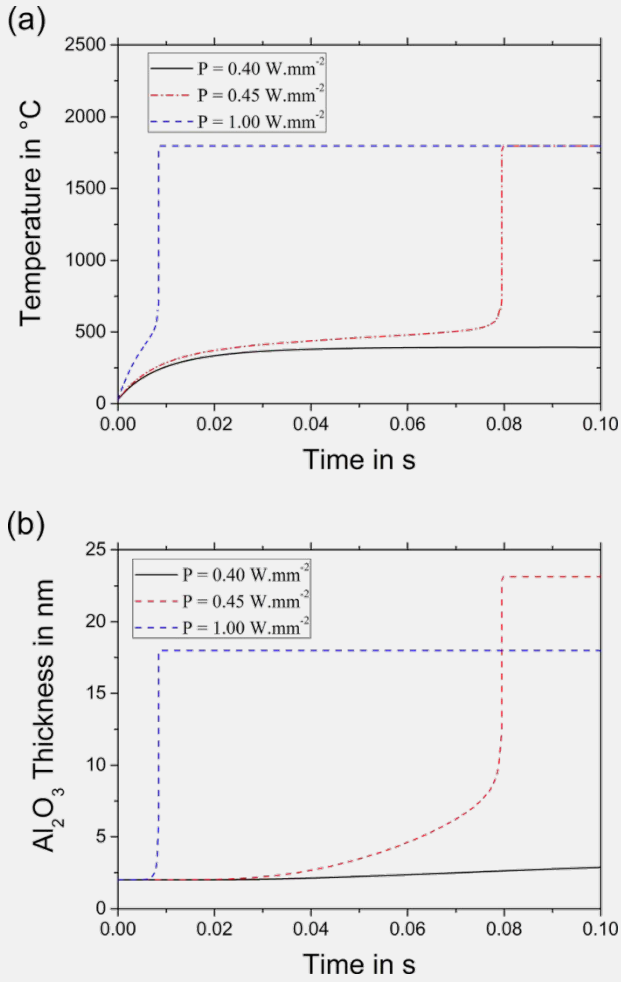 (a)
2500
2000
1750
1500
1000
500
0
Temperature in °C
P = 0.40 W.mm⁻²
P = 0.45 W.mm⁻²
P = 1.00 W.mm⁻²
0.00 0.02 0.04 0.06 0.08 0.10
Time in s
(b)
25
20
15
10
5
0
Al₂O₃ Thickness in nm
P = 0.40 W.mm⁻²
P = 0.45 W.mm⁻²
P = 1.00 W.mm⁻²
0.00 0.02 0.04 0.06 0.08 0.10
Time in s